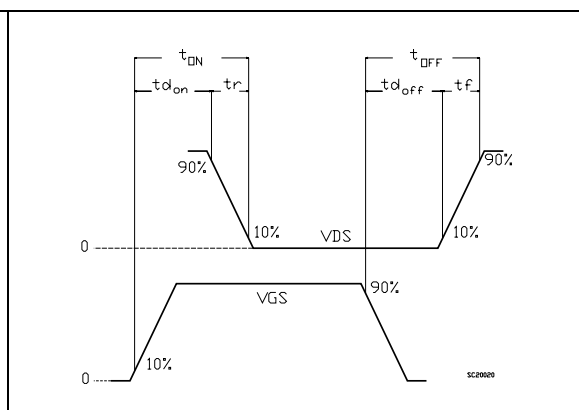 tON tOFF
tdon tr tdoff tf
90% 90%
10% 10%
0 VDS
VGS 90%
10%
0 SC20020